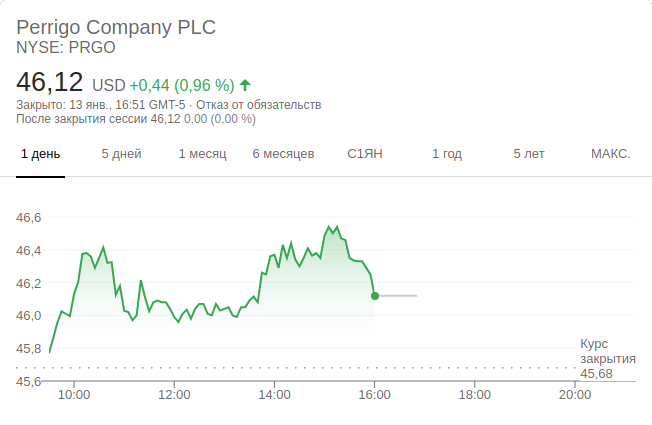 Perrigo Company PLC
NYSE: PRGO
46,12 USD +0,44 (0,96 %)
Закрыто: 13 янв., 16:51 GMT-5 · Отказ от обязательств
После закрытия сессии 46,12 0,00 (0,00 %)
1 день 5 дней 1 месяц 6 месяцев С1ЯН 1 год 5 лет МАКС.
46,6
46,4
46,2
46,0
45,8
45,6
Курс
закрытия
45,68
10:00 12:00 14:00 16:00 18:00 20:00